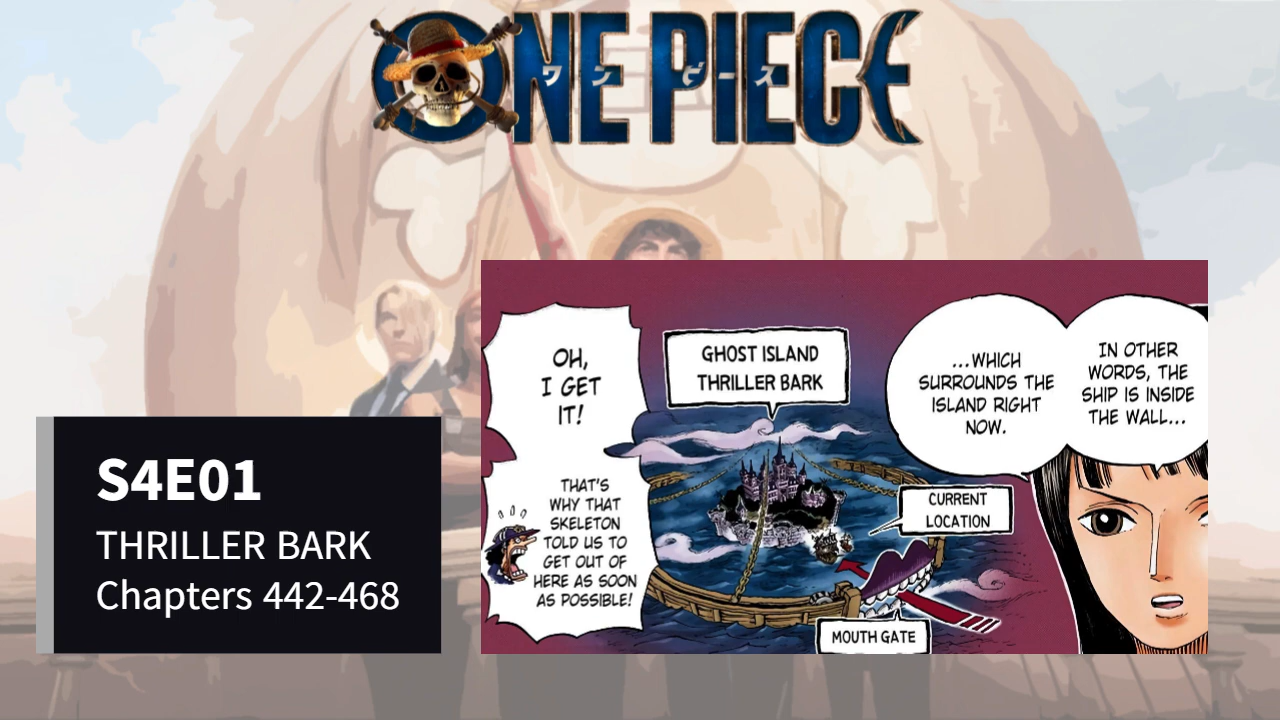 ONE PIECE
ワンピース
S4E01
THRILLER BARK
Chapters 442-468
OH,
I GET
IT!
THAT'S
WHY THAT
SKELETON
TOLD US TO
GET OUT OF
HERE AS SOON
AS POSSIBLE!
GHOST ISLAND
THRILLER BARK
...WHICH
SURROUNDS THE
ISLAND RIGHT
NOW.
IN OTHER
WORDS, THE
SHIP IS INSIDE
THE WALL...
CURRENT
LOCATION
MOUTH GATE